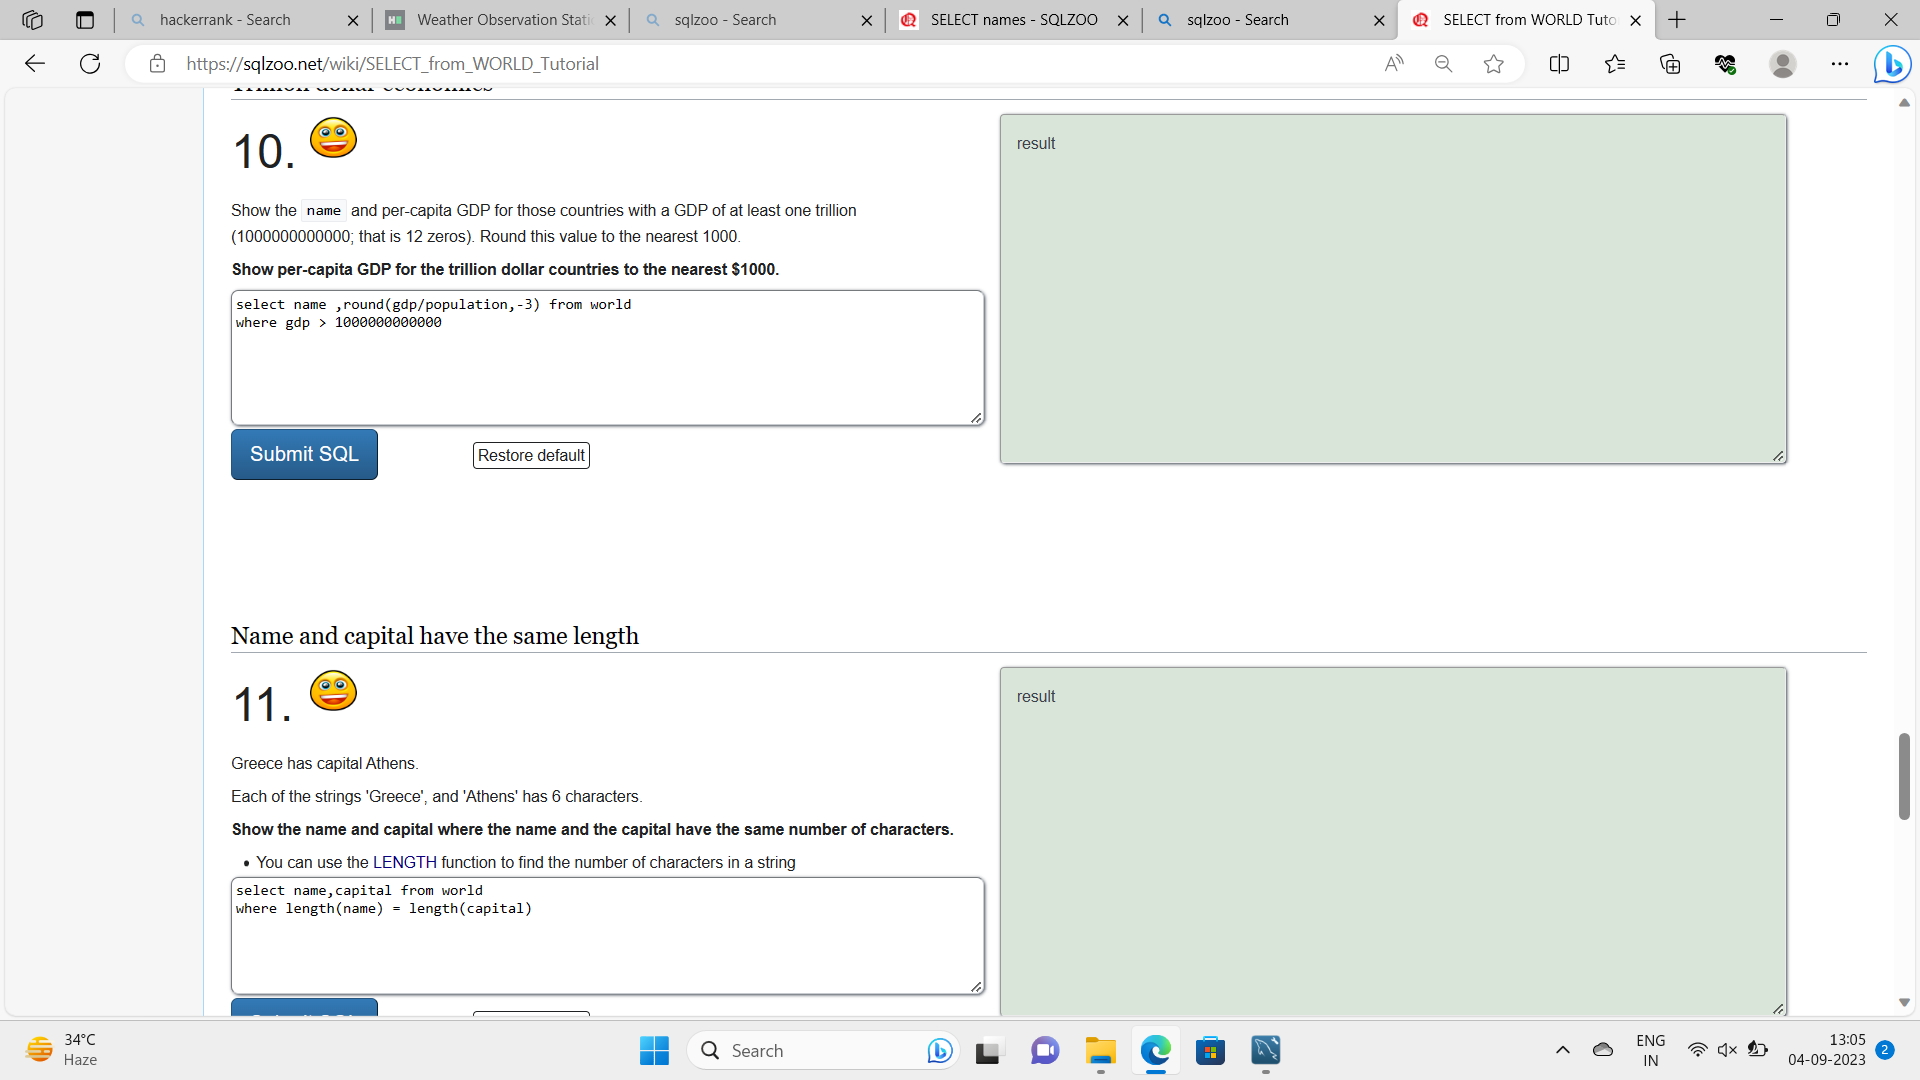 hackerrank - Search
Weather Observation Stati
sqlzoo - Search
SELECT names - SQLZOO
sqlzoo - Search
SELECT from WORLD Tuto
https://sqlzoo.net/wiki/SELECT_from_WORLD_Tutorial
Trillion dollar economies
10.
result
Show the name and per-capita GDP for those countries with a GDP of at least one trillion
(1000000000000; that is 12 zeros). Round this value to the nearest 1000.
Show per-capita GDP for the trillion dollar countries to the nearest $1000.
select name ,round(gdp/population,-3) from world
where gdp > 1000000000000
Submit SQL
Restore default
Name and capital have the same length
11.
result
Greece has capital Athens.
Each of the strings 'Greece', and 'Athens' has 6 characters.
Show the name and capital where the name and the capital have the same number of characters.
• You can use the LENGTH function to find the number of characters in a string
select name,capital from world
where length(name) = length(capital)
34°C
Haze
Search
ENG
IN
13:05
04-09-2023
2